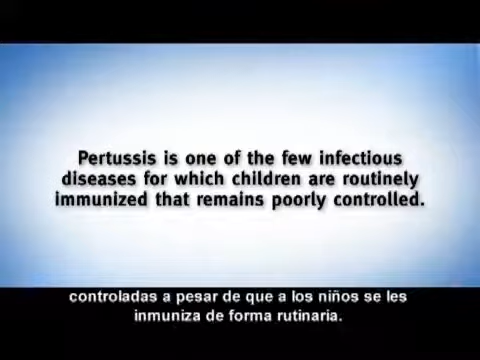 Pertussis is one of the few infectious
diseases for which children are routinely
immunized that remains poorly controlled.
controladas a pesar de que a los niños se les
inmuniza de forma rutinaria.